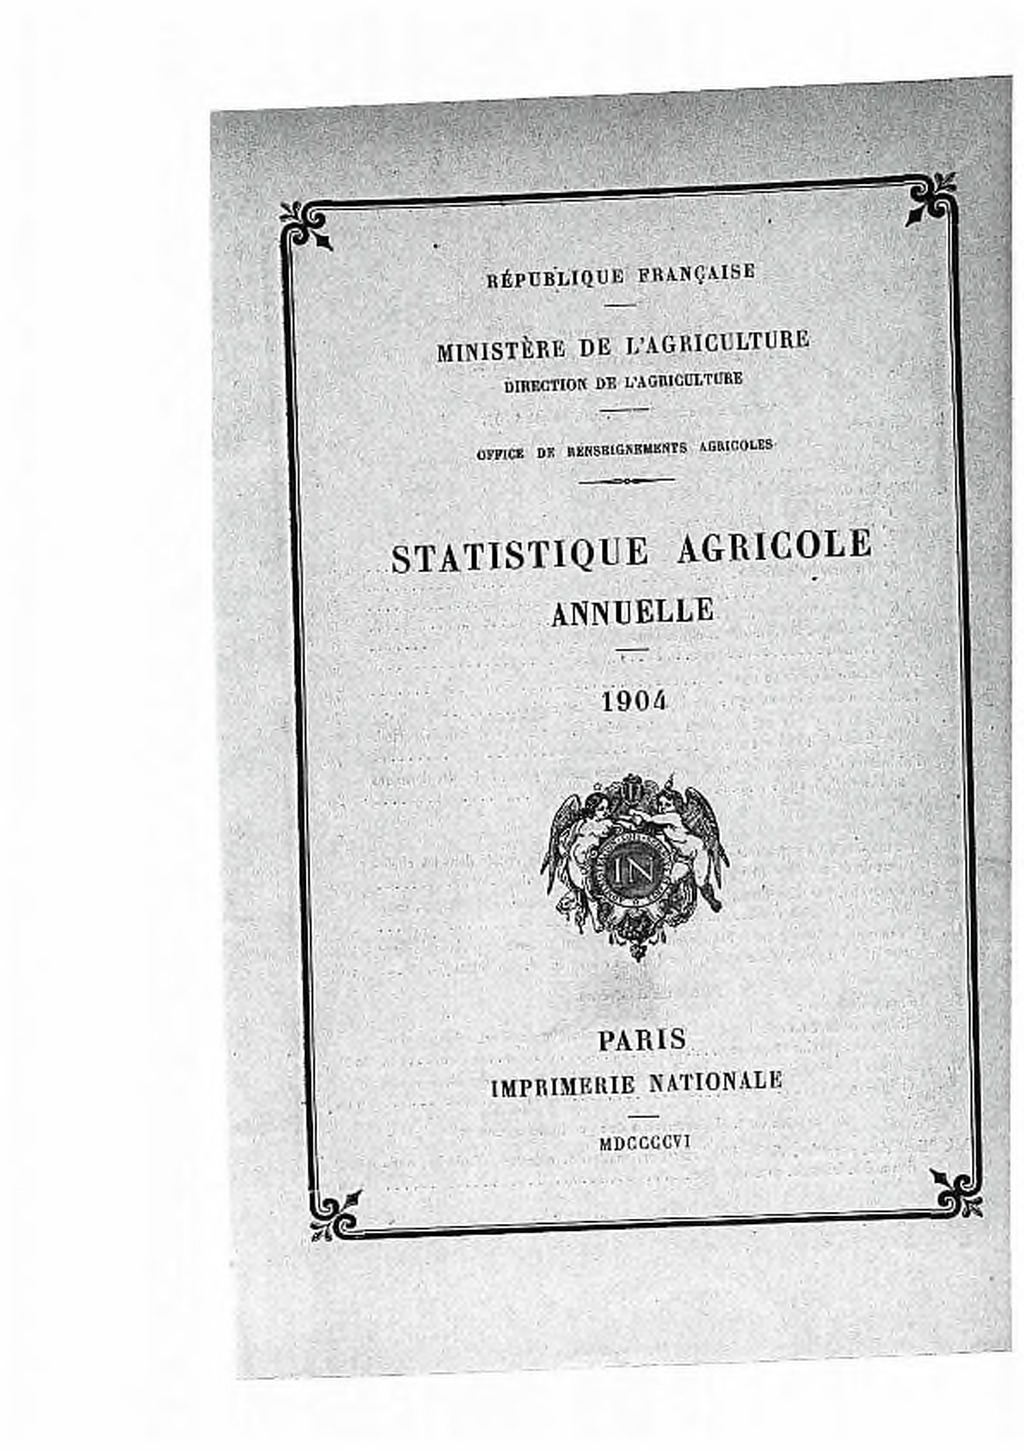 RÉPUBLIQUE FRANÇAISE
MINISTÈRE DE L'AGRICULTURE
DIRECTION DE L'AGRICULTURE
OFFICE DE RENSEIGNEMENTS AGRICOLES
STATISTIQUE AGRICOLE
ANNUELLE
1904
IN
PARIS
IMPRIMERIE NATIONALE
MDCCCCVI